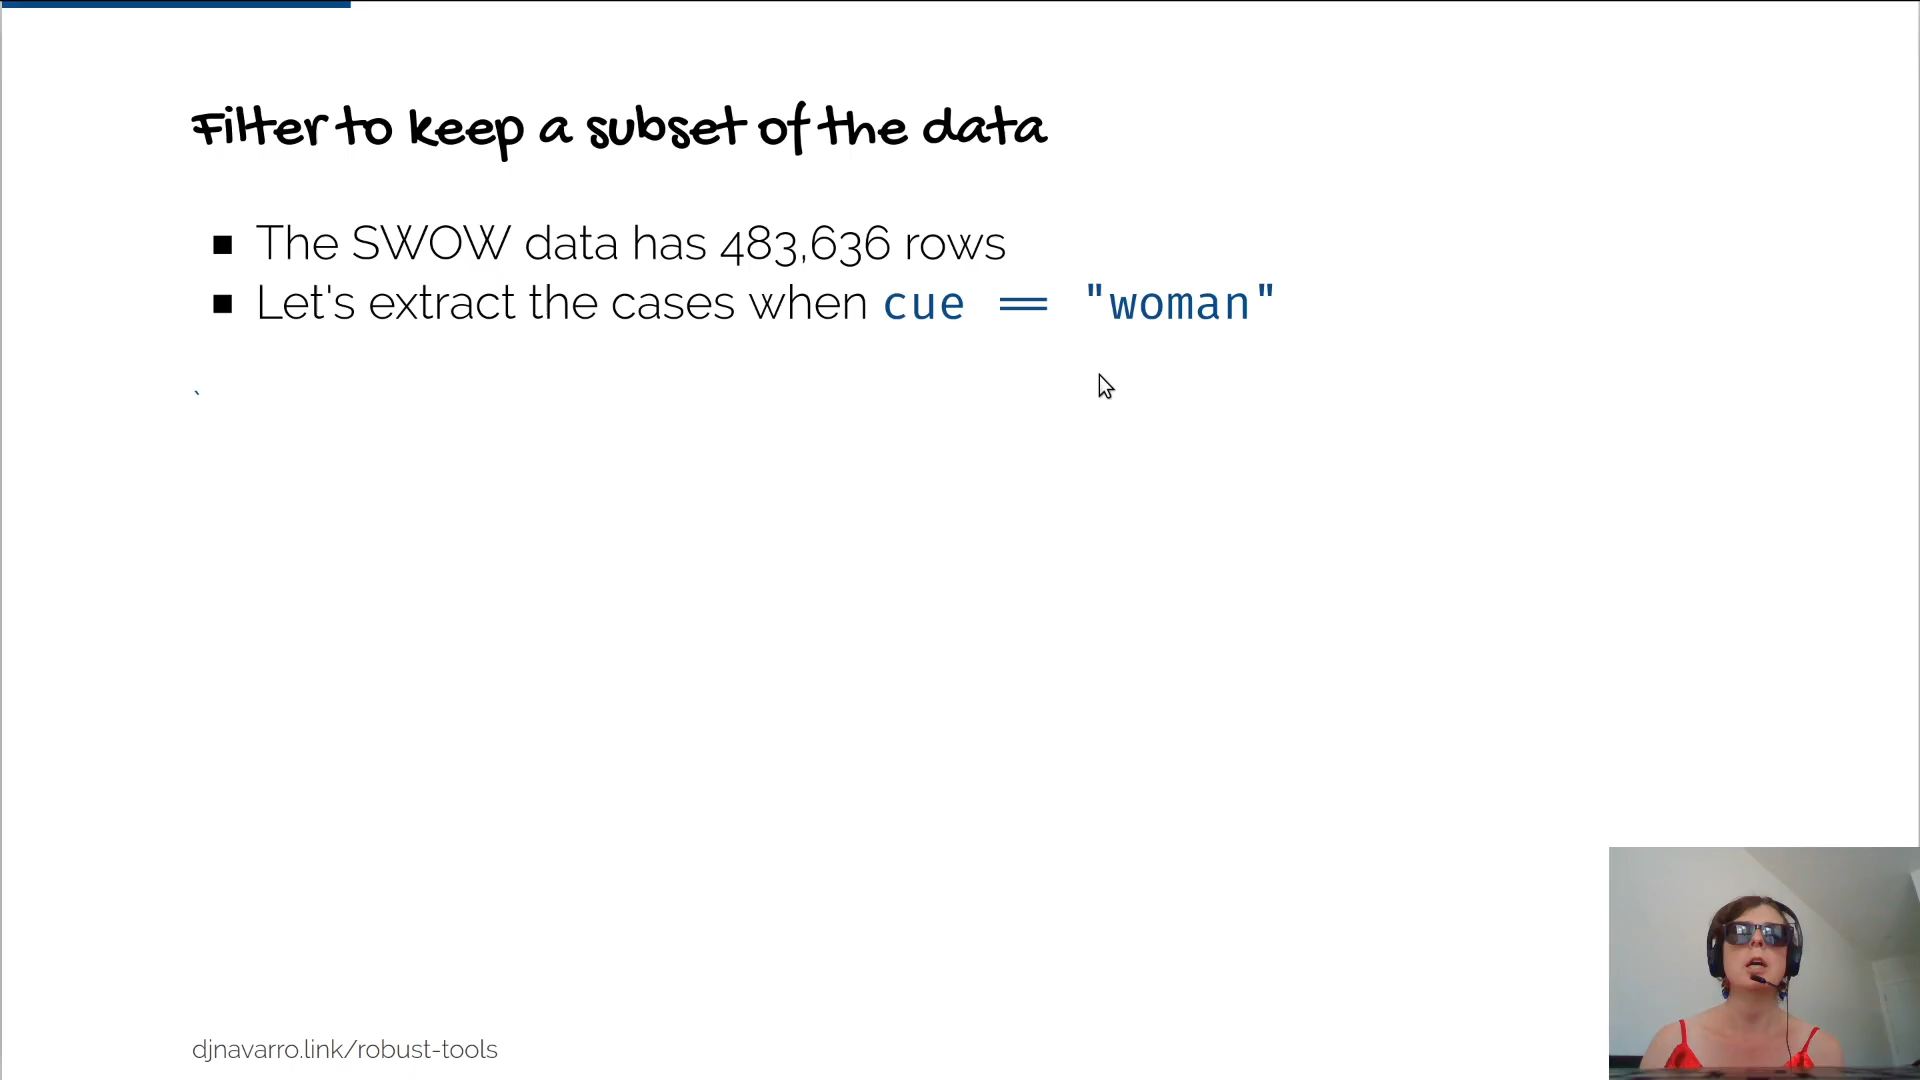 Filter to keep a subset of the data
▪ The SWOW data has 483,636 rows
▪ Let's extract the cases when cue == "woman"
`
djnavarro.link/robust-tools